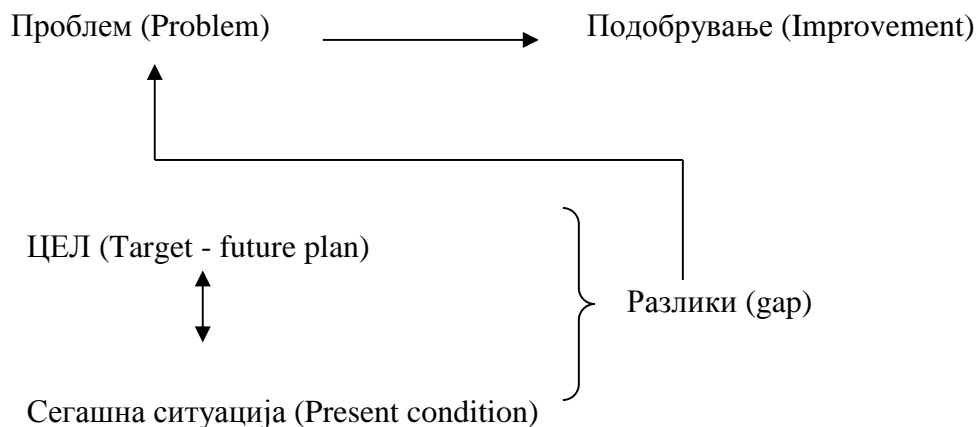 Проблем (Problem)
Подобрување (Improvement)
ЦЕЛ (Target - future plan)
Разлики (gap)
Сегашна ситуација (Present condition)